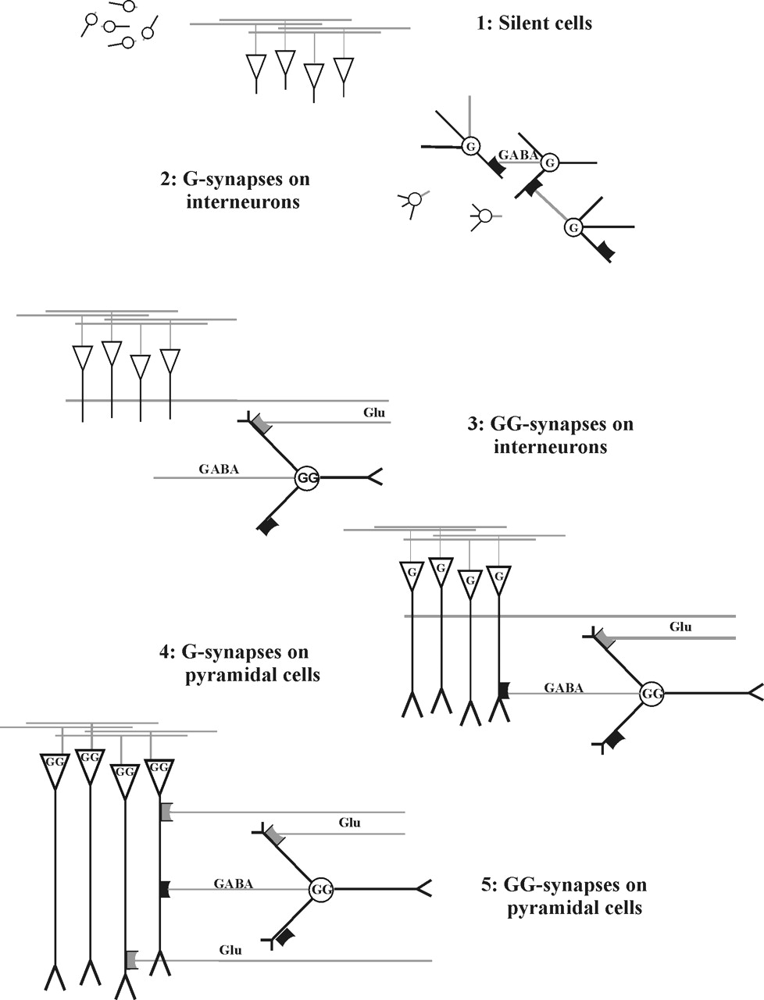 1: Silent cells
G
GABA
G
2: G-synapses on
interneurons
G
Glu
3: GG-synapses on
interneurons
GABA
GG
G
G
G
G
Glu
4: G-synapses on
pyramidal cells
GABA
GG
GG
GG
GG
GG
Glu
GABA
GG
5: GG-synapses on
pyramidal cells
Glu